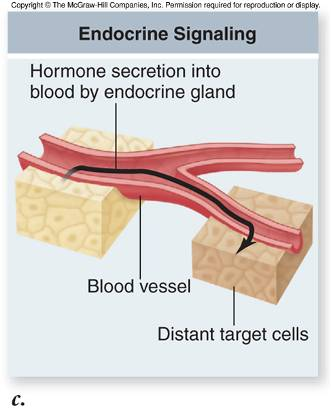 Copyright © The McGraw-Hill Companies, Inc. Permission required for reproduction or display.
Endocrine Signaling
Hormone secretion into
blood by endocrine gland
Blood vessel
Distant target cells
c.